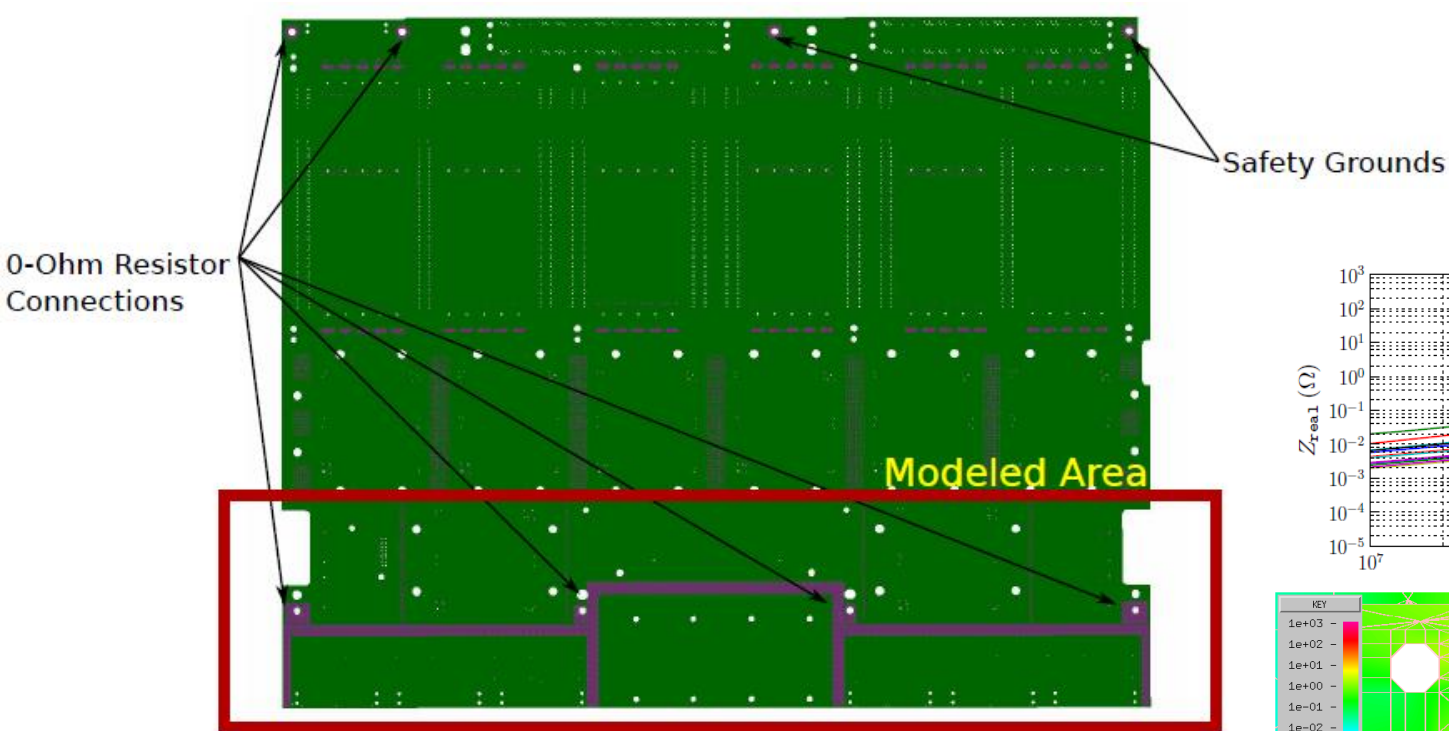 Safety Grounds
0-Ohm Resistor
Connections
Modeled Area
Z_real (Ω)
10^3
10^2
10^1
10^0
10^-1
10^-2
10^-3
10^-4
10^-5
10^7
KEY
1e+03
1e+02
1e+01
1e+00
1e-01
1e-02